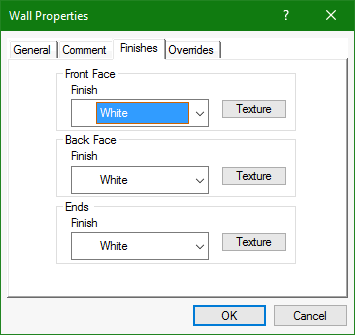 Wall Properties ?
General Comment Finishes Overrides
Front Face
Finish
White Texture
Back Face
Finish
White Texture
Ends
Finish
White Texture
OK Cancel